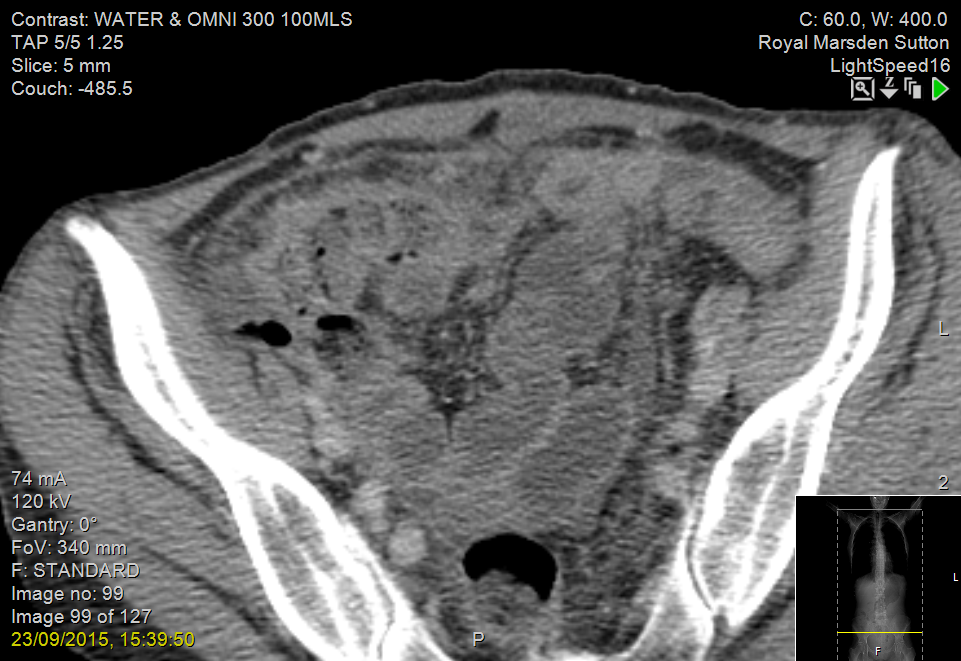 Contrast: WATER & OMNI 300 100MLS
TAP 5/5 1.25
Slice: 5 mm
Couch: -485.5
C: 60.0, W: 400.0
Royal Marsden Sutton
LightSpeed16
Z
L
2
74 mA
120 kV
Gantry: 0°
FoV: 340 mm
F: STANDARD
Image no: 99
Image 99 of 127
23/09/2015, 15:39:50
P
L
F